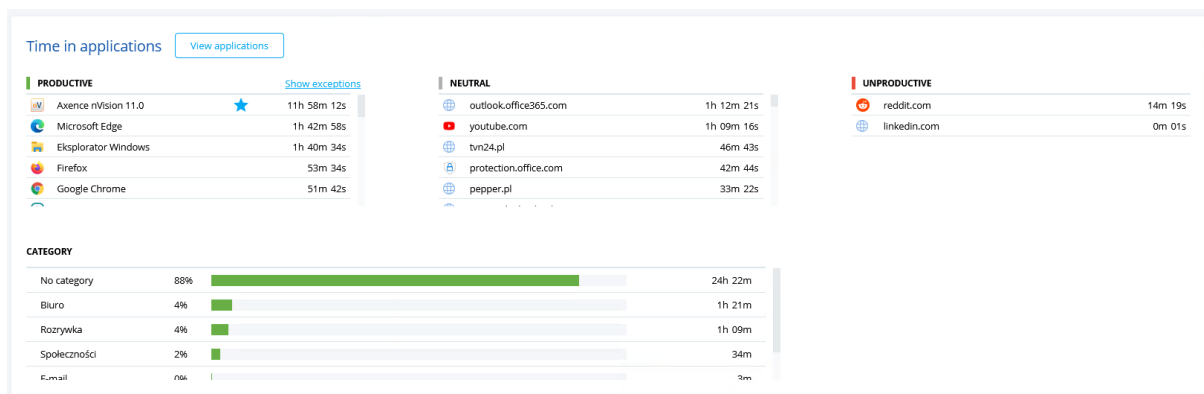 Time in applications View applications
PRODUCTIVE Show exceptions
Axence nVision 11.0 11h 58m 12s
Microsoft Edge 1h 42m 58s
Eksplorator Windows 1h 40m 34s
Firefox 53m 34s
Google Chrome 51m 42s
NEUTRAL
outlook.office365.com 1h 12m 21s
youtube.com 1h 09m 16s
tvn24.pl 46m 43s
protection.office.com 42m 44s
pepper.pl 33m 22s
UNPRODUCTIVE
reddit.com 14m 19s
linkedin.com 0m 01s
CATEGORY
No category 88% 24h 22m
Biuro 4% 1h 21m
Rozrywka 4% 1h 09m
Społeczności 2% 34m
E-mail 0% 3m